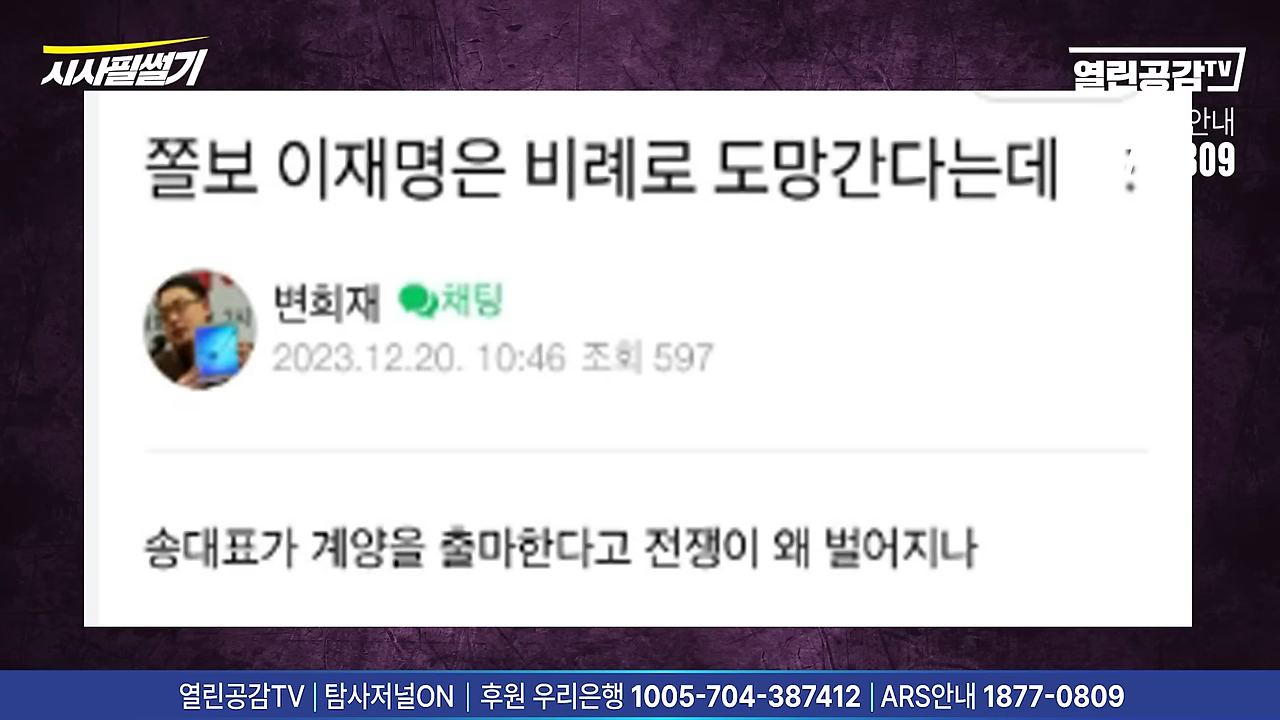 시사필썰기
열린공감TV
안내
809
쫄보 이재명은 비례로 도망간다는데
변희재 채팅
2023.12.20. 10:46 조회 597
송대표가 계양을 출마한다고 전쟁이 왜 벌어지나
열린공감TV | 탐사저널ON | 후원 우리은행 1005-704-387412 | ARS안내 1877-0809